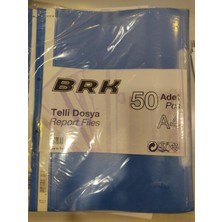 BRK
50 Adet
Pcs
Telli Dosya
Report Files
A4